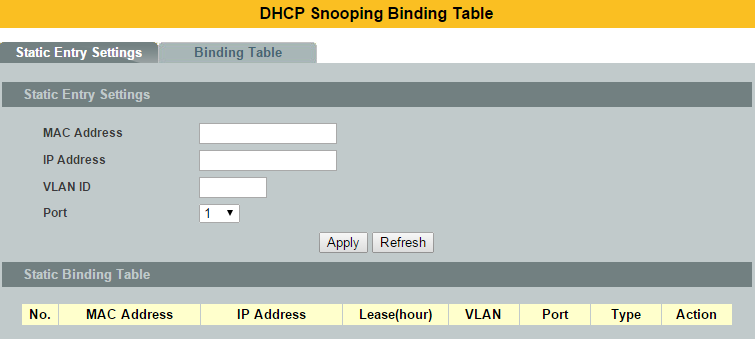 DHCP Snooping Binding Table
Static Entry Settings Binding Table
Static Entry Settings
MAC Address
IP Address
VLAN ID
Port 1
Apply Refresh
Static Binding Table
No. MAC Address IP Address Lease(hour) VLAN Port Type Action